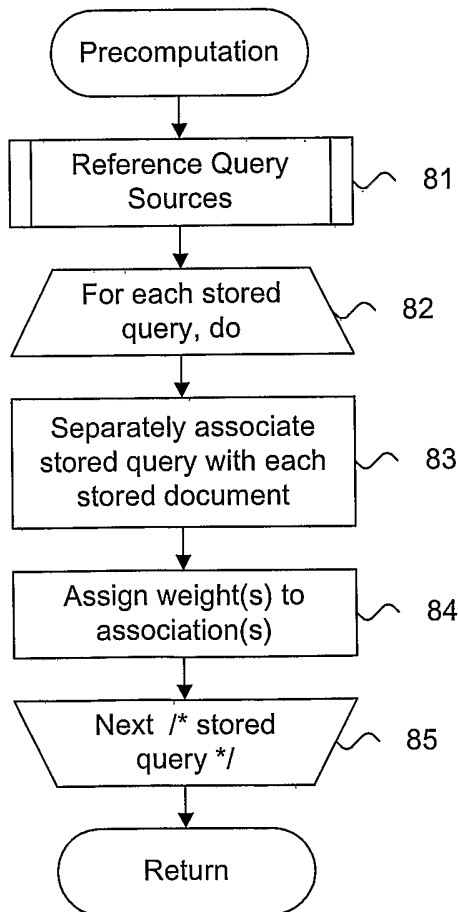 Precomputation
Reference Query
Sources
81
For each stored
query, do
82
Separately associate
stored query with each
stored document
83
Assign weight(s) to
association(s)
84
Next /* stored
query */
85
Return